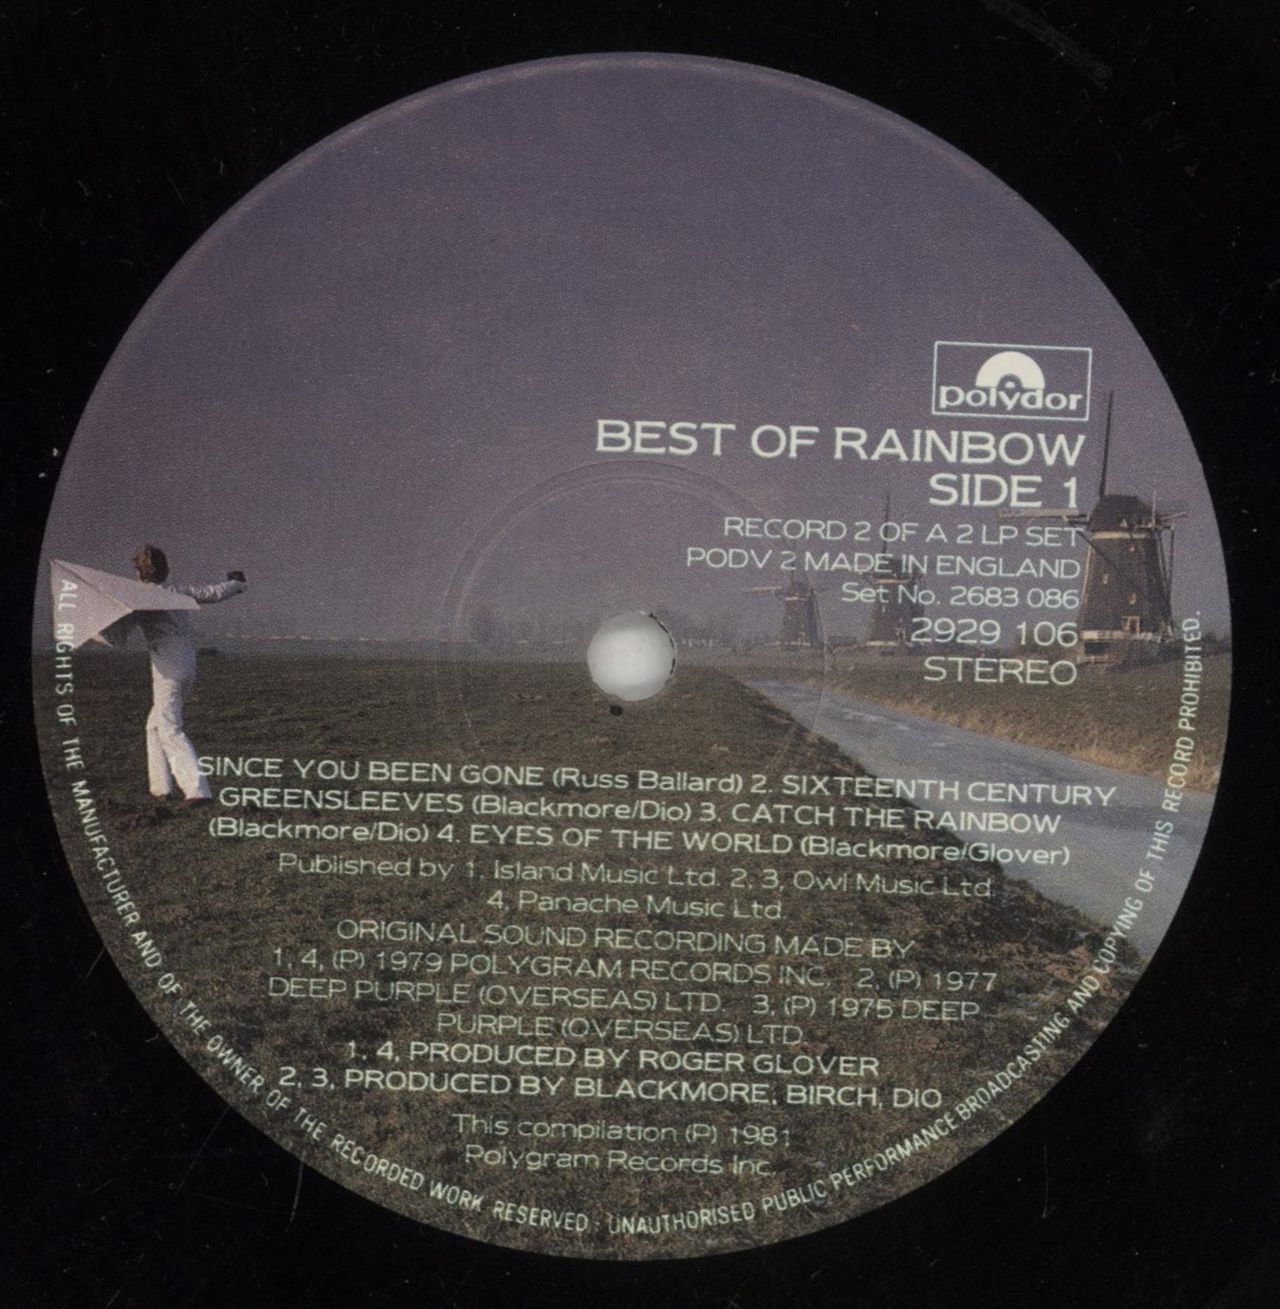 polydor
BEST OF RAINBOW
SIDE 1
RECORD 2 OF A 2 LP SET
PODV 2 MADE IN ENGLAND
Set No. 2683 086
2929 106
STEREO
SINCE YOU BEEN GONE (Russ Ballard) 2. SIXTEENTH CENTURY
GREENSLEEVES (Blackmore/Dio) 3. CATCH THE RAINBOW
(Blackmore/Dio) 4. EYES OF THE WORLD (Blackmore/Glover)
Published by 1, Island Music Ltd. 2, 3, Owl Music Ltd.
4, Panache Music Ltd.
ORIGINAL SOUND RECORDING MADE BY
1, 4, (P) 1979 POLYGRAM RECORDS INC. 2, (P) 1977
DEEP PURPLE (OVERSEAS) LTD. 3, (P) 1975 DEEP
PURPLE (OVERSEAS) LTD.
1, 4, PRODUCED BY ROGER GLOVER
2, 3, PRODUCED BY BLACKMORE, BIRCH, DIO
This compilation (P) 1981
Polygram Records Inc.
ALL RIGHTS OF THE MANUFACTURER AND OF THE OWNER OF THE RECORDED WORK RESERVED · UNAUTHORISED PUBLIC PERFORMANCE BROADCASTING AND COPYING OF THIS RECORD PROHIBITED.